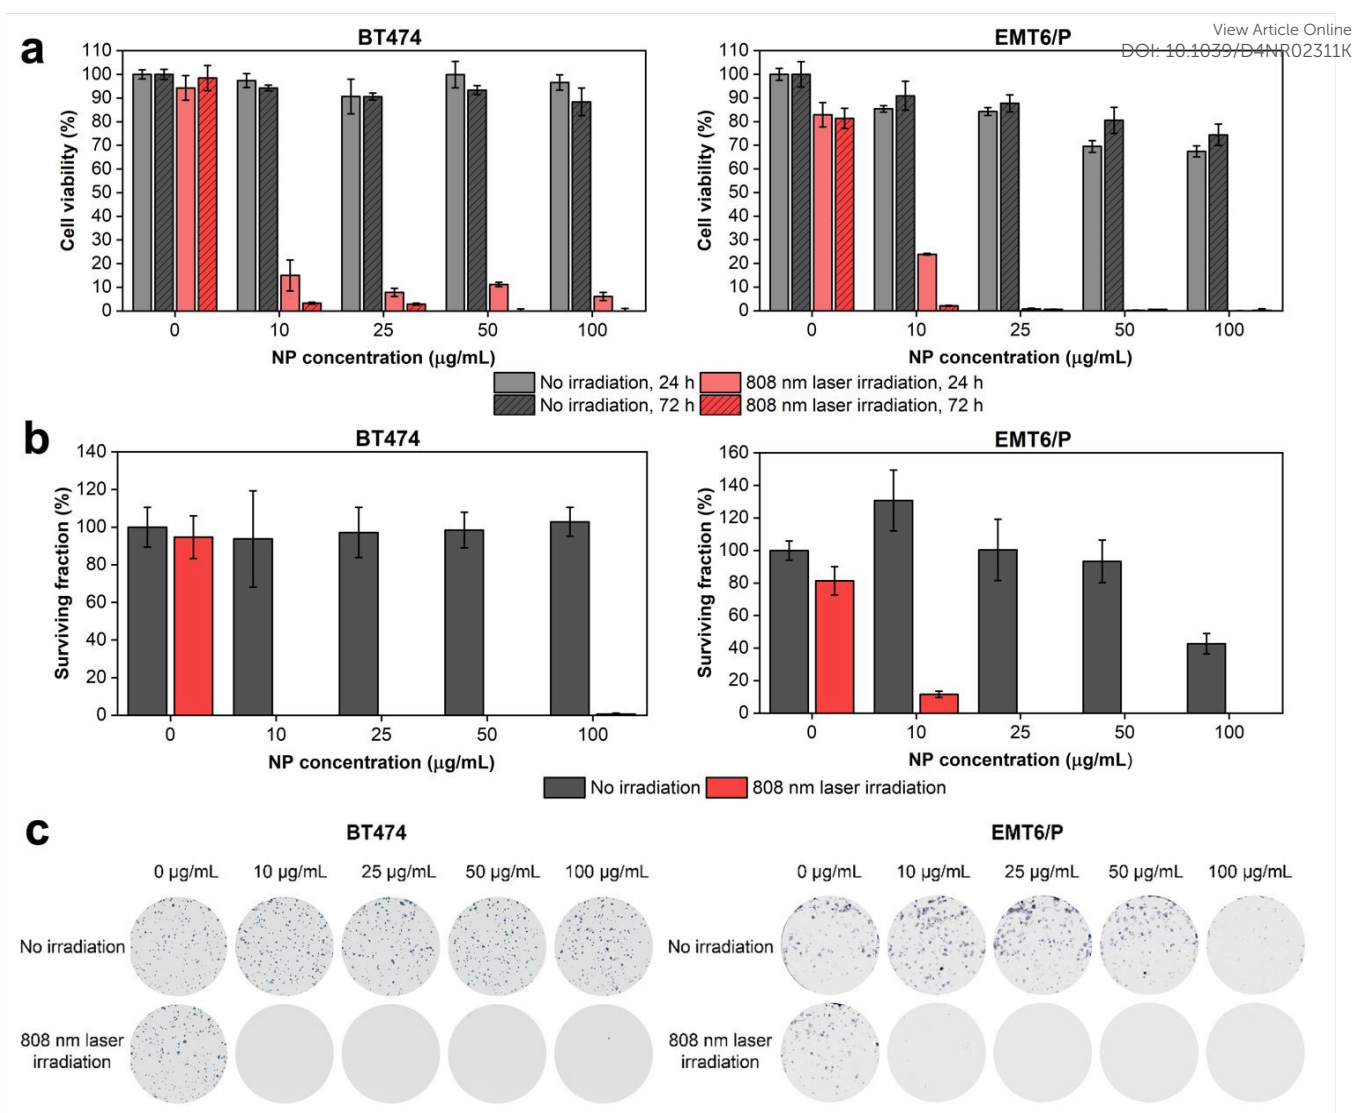 View Article Online
DOI: 10.1039/D4NR02311K
a
BT474
EMT6/P
110
100
90
80
70
60
50
40
30
20
10
0
Cell viability (%)
0 10 25 50 100
NP concentration (µg/mL)
110
100
90
80
70
60
50
40
30
20
10
0
Cell viability (%)
0 10 25 50 100
NP concentration (µg/mL)
No irradiation, 24 h 808 nm laser irradiation, 24 h
No irradiation, 72 h 808 nm laser irradiation, 72 h
b
BT474
EMT6/P
140
120
100
80
60
40
20
0
Surviving fraction (%)
0 10 25 50 100
NP concentration (µg/mL)
160
140
120
100
80
60
40
20
0
Surviving fraction (%)
0 10 25 50 100
NP concentration (µg/mL)
No irradiation 808 nm laser irradiation
c
BT474
EMT6/P
0 µg/mL 10 µg/mL 25 µg/mL 50 µg/mL 100 µg/mL
0 µg/mL 10 µg/mL 25 µg/mL 50 µg/mL 100 µg/mL
No irradiation
No irradiation
808 nm laser
irradiation
808 nm laser
irradiation